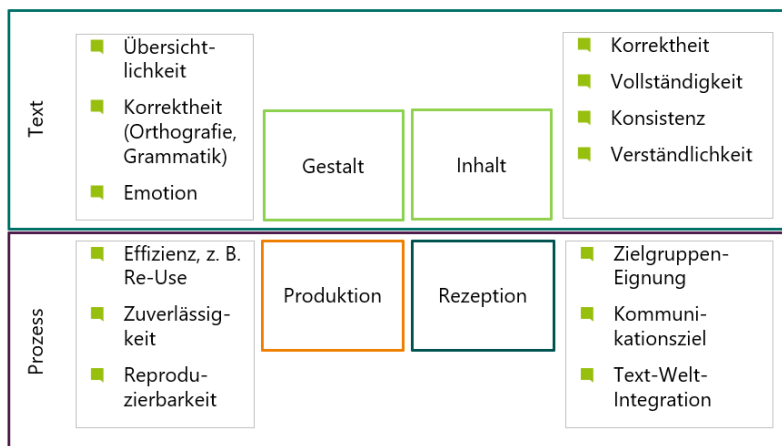 Text
Übersicht-
lichkeit
Korrektheit
(Orthografie,
Grammatik)
Emotion
Gestalt
Inhalt
Korrektheit
Vollständigkeit
Konsistenz
Verständlichkeit
Prozess
Effizienz, z. B.
Re-Use
Zuverlässig-
keit
Reprodu-
zierbarkeit
Produktion
Rezeption
Zielgruppen-
Eignung
Kommuni-
kationsziel
Text-Welt-
Integration